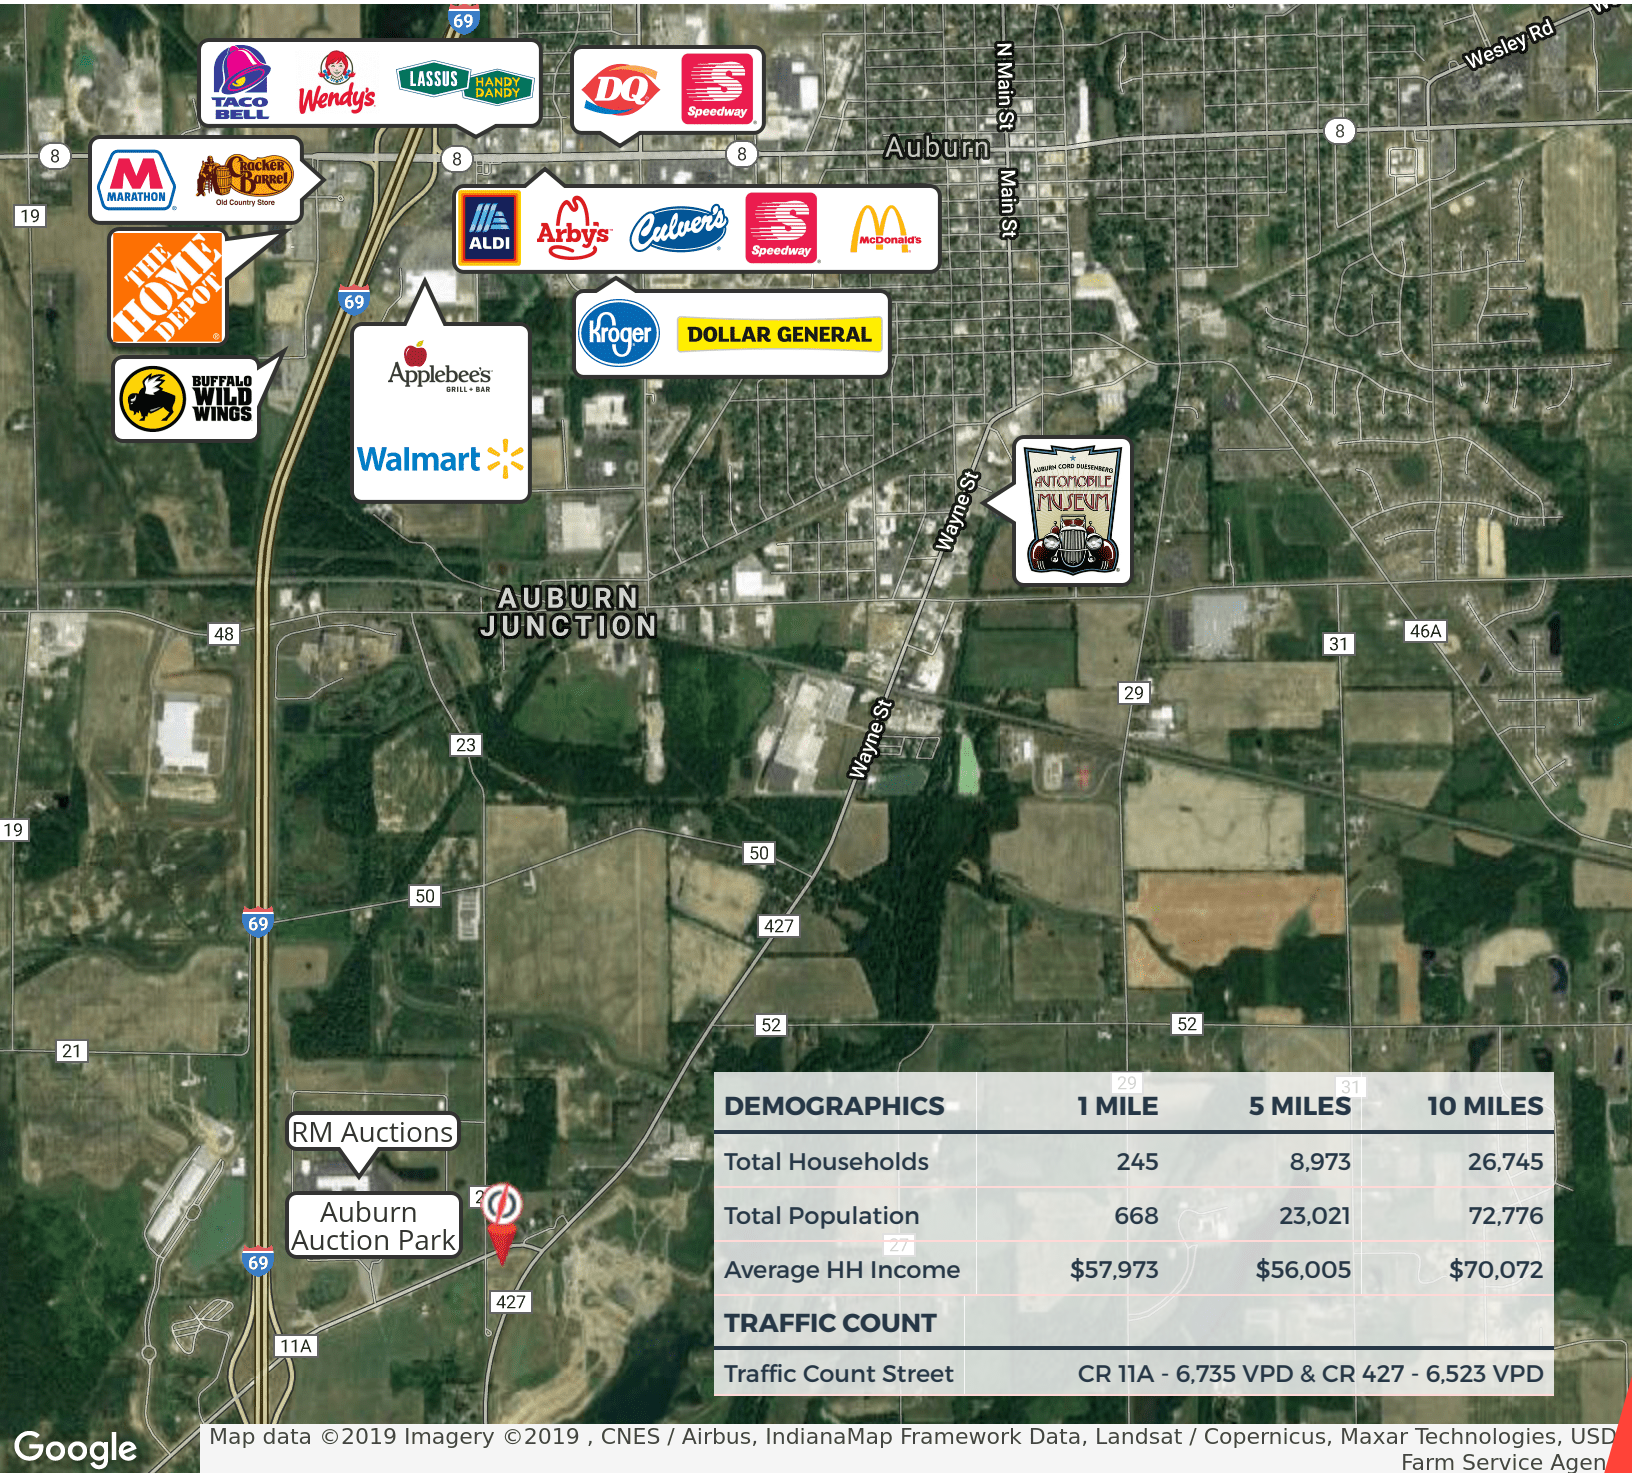 69
Wesley Rd
TACO
BELL
Wendy's
LASSUS
HANDY
DANDY
DQ
Speedway
N Main St
8
8
8
8
Auburn
Main St
MARATHON
Cracker
Barrel
Old Country Store
19
ALDI
Arby's
Culver's
Speedway
McDonald's
THE
HOME
DEPOT
69
Kroger
DOLLAR GENERAL
BUFFALO
WILD
WINGS
Applebee's
GRILL + BAR
Walmart
AUBURN CORD DUESENBERG
AUTOMOBILE
MUSEUM
Wayne St
AUBURN
JUNCTION
48
31
46A
29
23
Wayne St
19
50
50
69
427
52
52
21
RM Auctions
Auburn
Auction Park
69
427
11A
29
31
27
DEMOGRAPHICS 1 MILE 5 MILES 10 MILES
Total Households 245 8,973 26,745
Total Population 668 23,021 72,776
Average HH Income $57,973 $56,005 $70,072
TRAFFIC COUNT
Traffic Count Street CR 11A - 6,735 VPD & CR 427 - 6,523 VPD
Google
Map data ©2019 Imagery ©2019 , CNES / Airbus, IndianaMap Framework Data, Landsat / Copernicus, Maxar Technologies, USD
Farm Service Agen